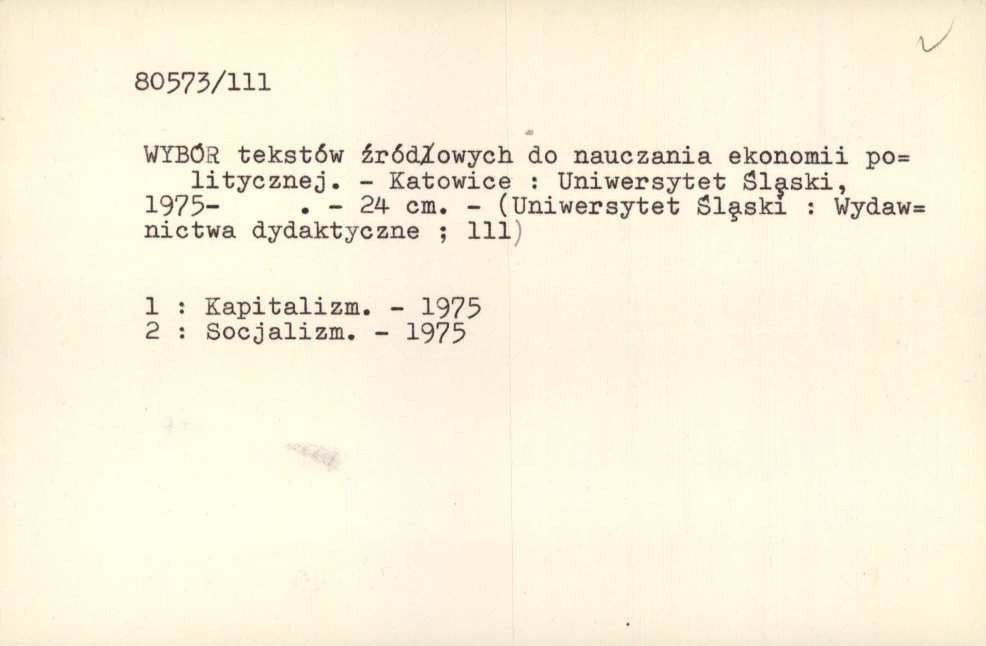 80573/111
WYBÓR tekstów źródłowych do nauczania ekonomii po=
litycznej. - Katowice : Uniwersytet Śląski,
1975-     . - 24 cm. - (Uniwersytet Śląski : Wydaw=
nictwa dydaktyczne ; 111)
1 : Kapitalizm. - 1975
2 : Socjalizm. - 1975